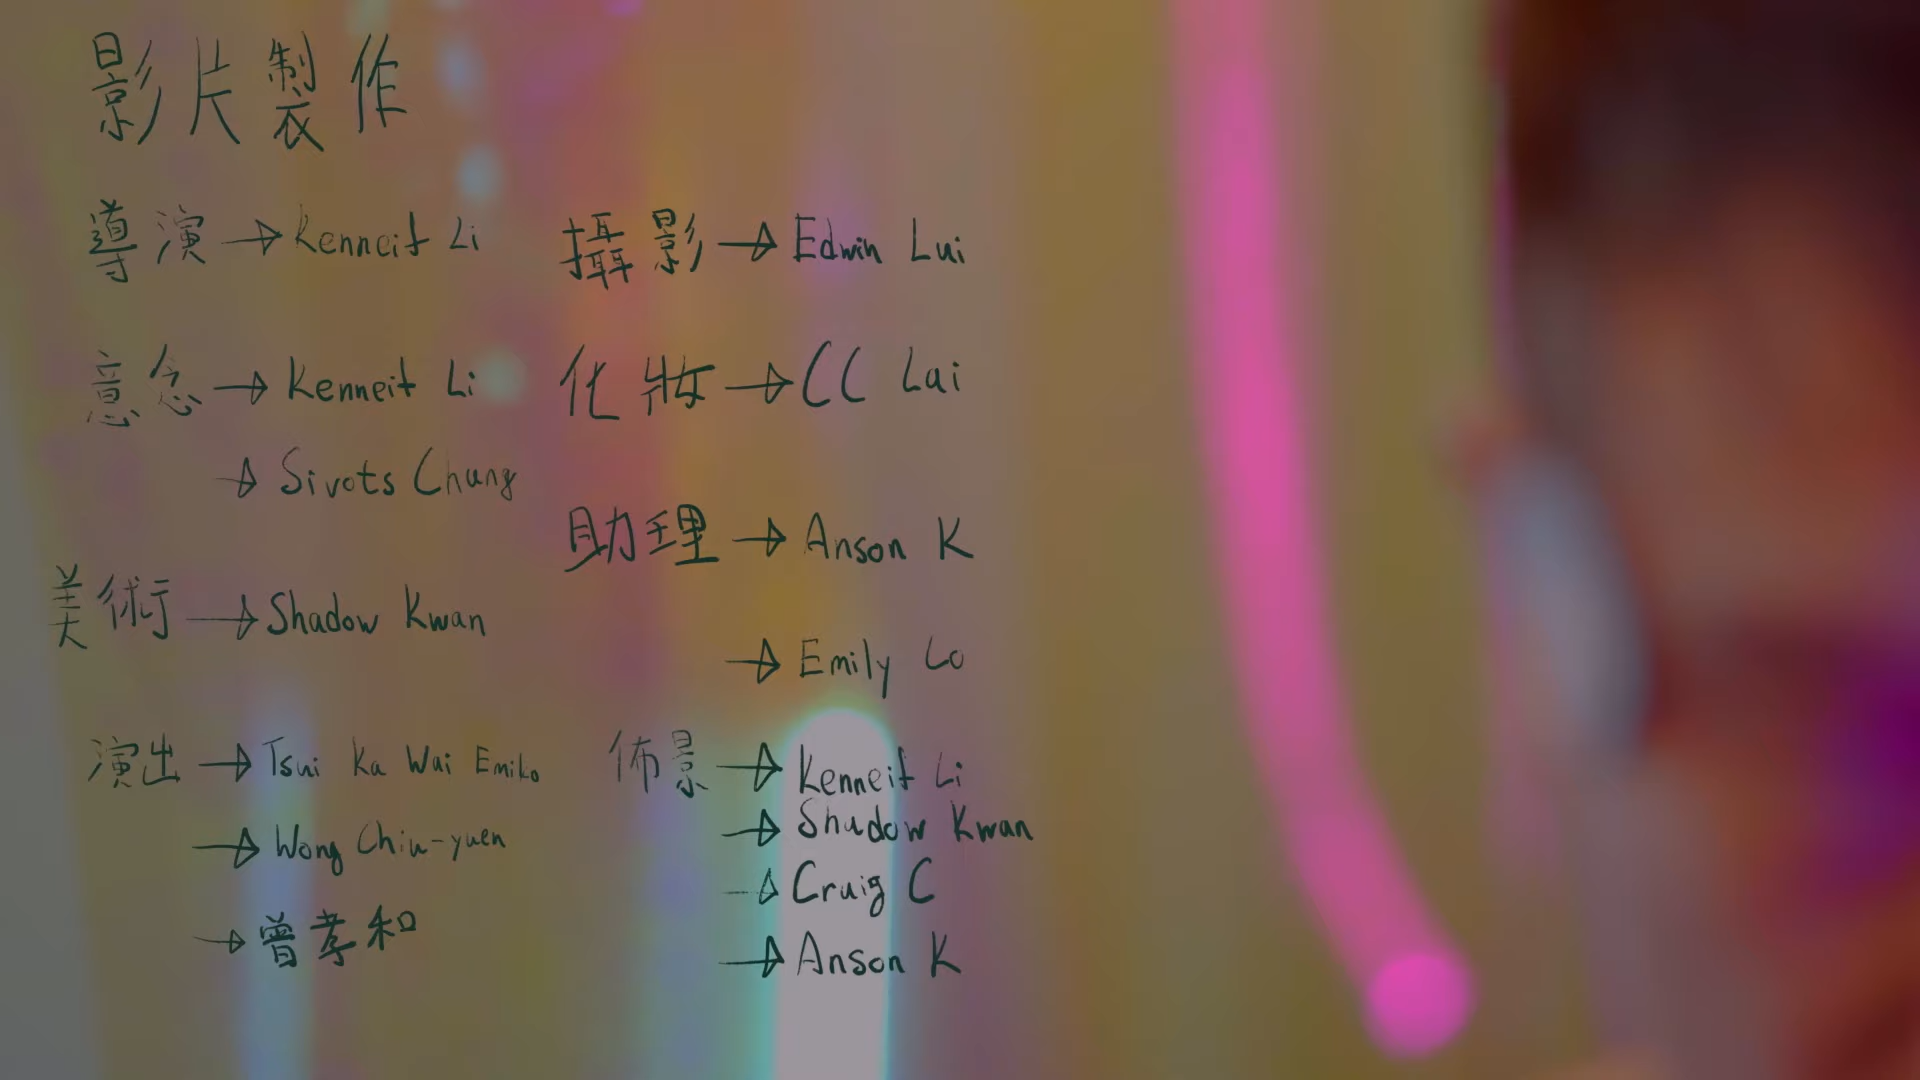 影片製作
導演 → Kenneit Li
意念 → Kenneit Li
→ Sivots Chung
美術 → Shadow Kwan
演出 → Tsui Ka Wai Emiko
→ Wong Chiu-yuen
→ 曾孝和
攝影 → Edwin Lui
化妝 → CC Lai
助理 → Anson K
→ Emily Lo
佈景 → Kenneit Li
→ Shadow Kwan
→ Craig C
→ Anson K